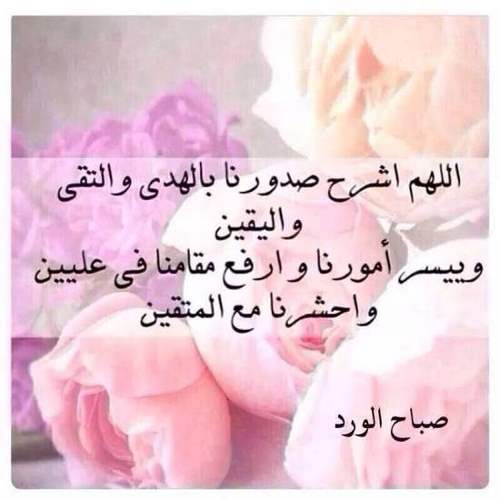 اللهم اشرح صدورنا بالهدى والتقى
واليقين
وييسر أمورنا و ارفع مقامنا في عليين
واحشرنا مع المتقين
صباح الورد